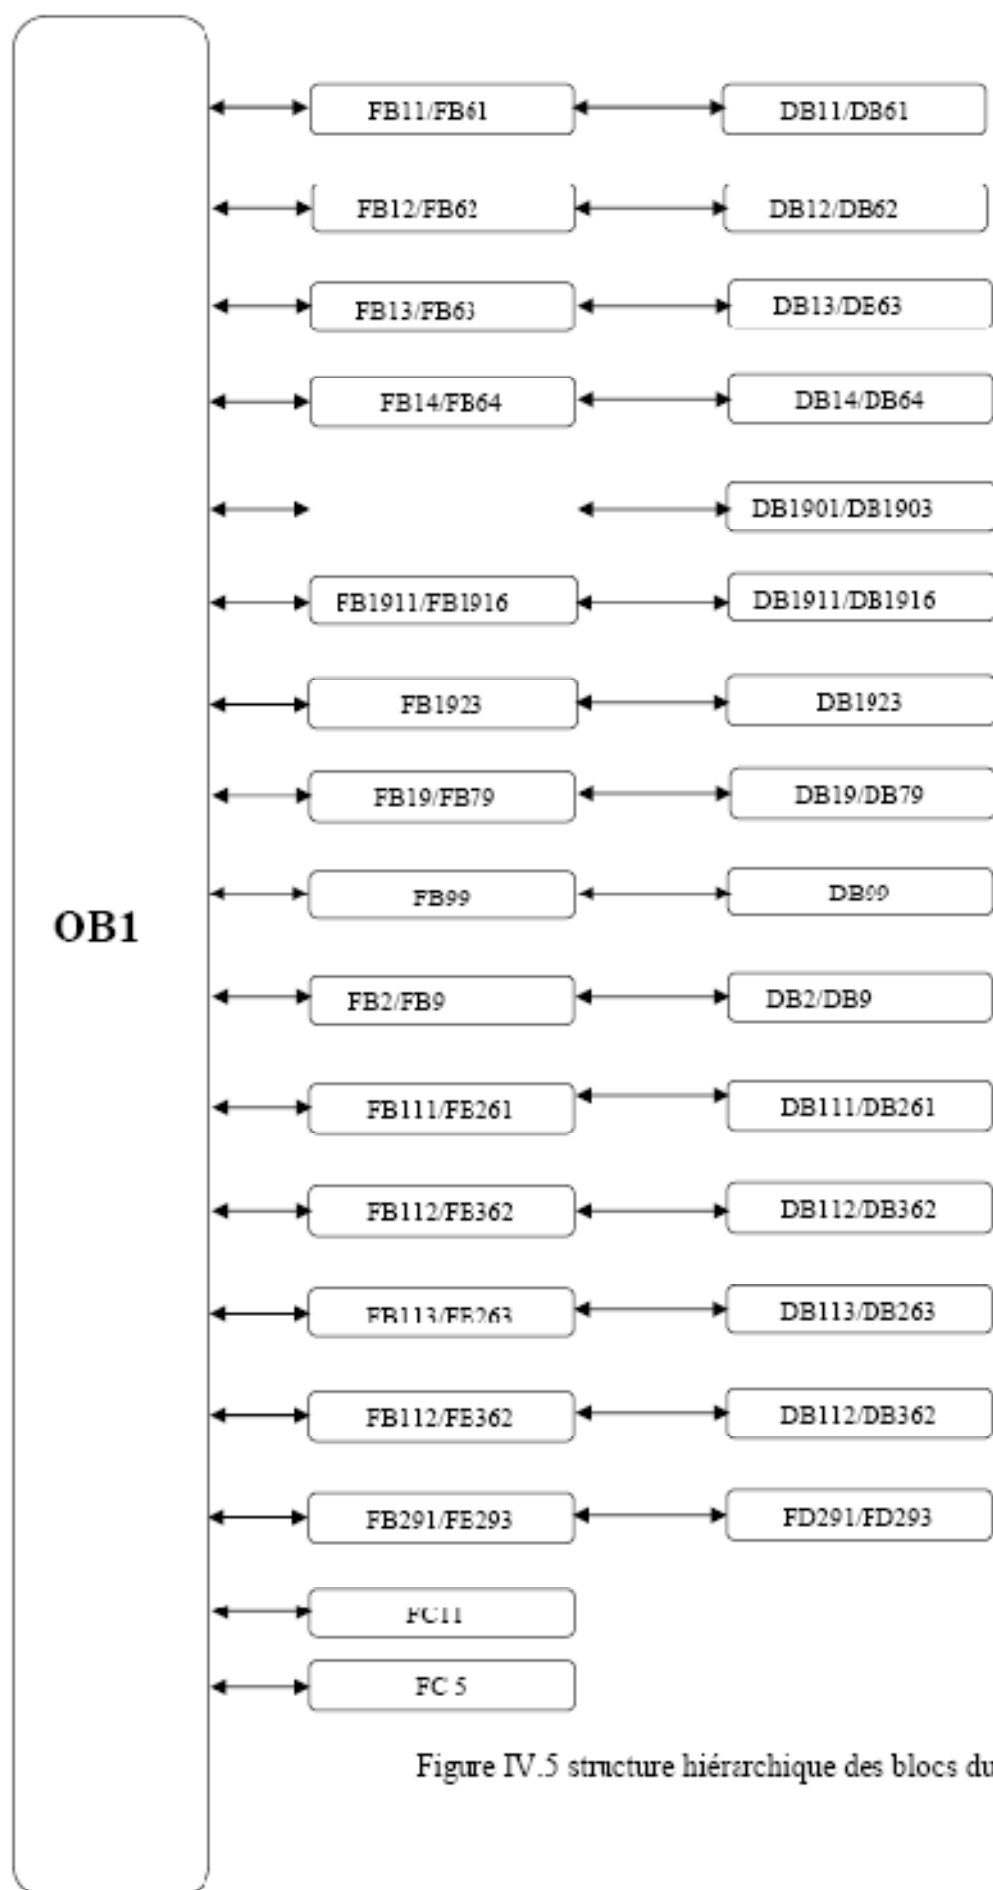 FB11/FB61
DB11/DB61
FB12/FB62
DB12/DB62
FB13/FB63
DB13/DB63
FB14/FB64
DB14/DB64
DB1901/DB1903
FB1911/FB1916
DB1911/DB1916
FB1923
DB1923
FB19/FB79
DB19/DB79
FB99
DB99
OB1
FB2/FB9
DB2/DB9
FB111/FB261
DB111/DB261
FB112/FB362
DB112/DB362
FB113/FB263
DB113/DB263
FB112/FB362
DB112/DB362
FB291/FB293
FD291/FD293
FC11
FC 5
Figure IV.5 structure hiérarchique des blocs du